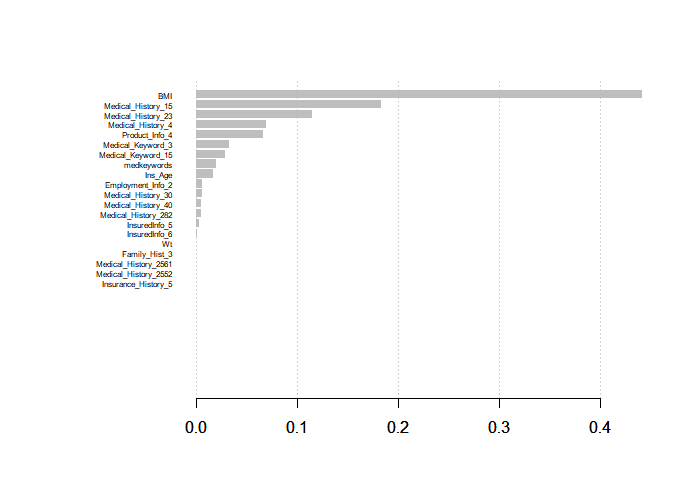 BMI
Medical_History_15
Medical_History_23
Medical_History_4
Product_Info_4
Medical_Keyword_3
Medical_Keyword_15
medkeywords
Ins_Age
Employment_Info_2
Medical_History_30
Medical_History_40
Medical_History_282
InsuredInfo_5
InsuredInfo_6
Wt
Family_Hist_3
Medical_History_2561
Medical_History_2552
Insurance_History_5
0.0 0.1 0.2 0.3 0.4